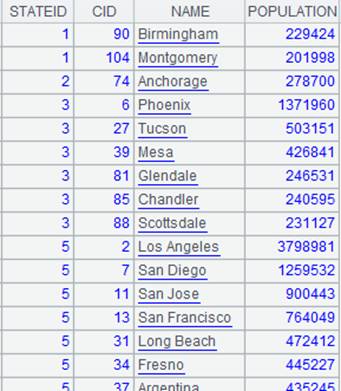 STATEID CID NAME POPULATION
1 90 Birmingham 229424
1 104 Montgomery 201998
2 74 Anchorage 278700
3 6 Phoenix 1371960
3 27 Tucson 503151
3 39 Mesa 426841
3 81 Glendale 246531
3 85 Chandler 240595
3 88 Scottsdale 231127
5 2 Los Angeles 3798981
5 7 San Diego 1259532
5 11 San Jose 900443
5 13 San Francisco 764049
5 31 Long Beach 472412
5 34 Fresno 445227
5 37 Argentina 435245